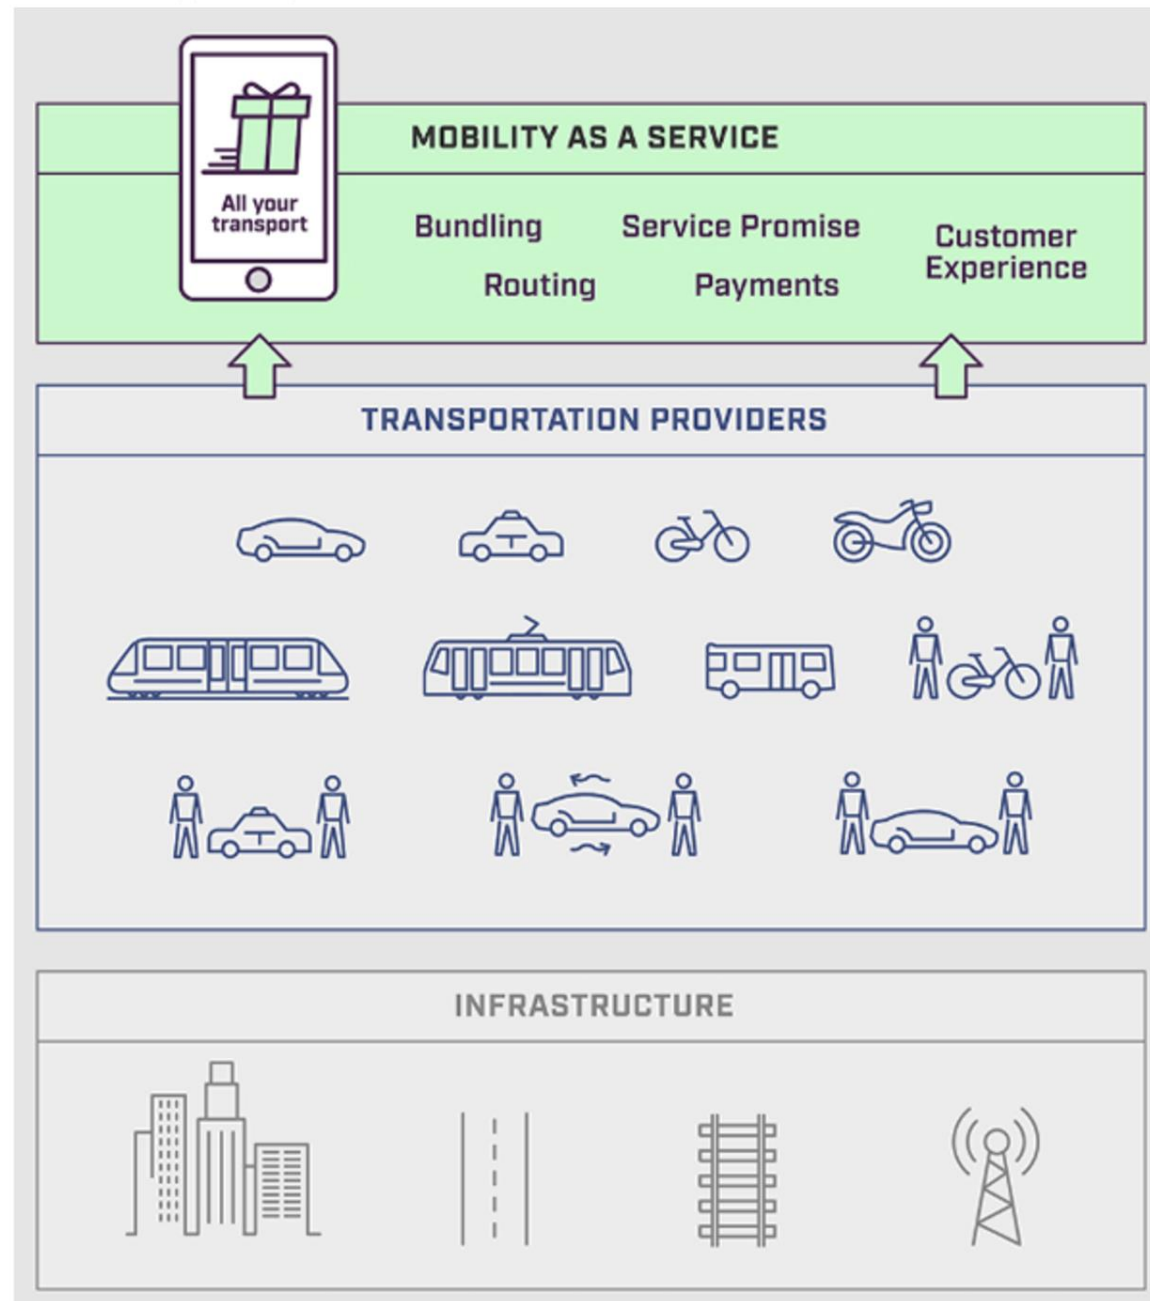 MOBILITY AS A SERVICE
All your
transport
Bundling
Service Promise
Customer
Experience
Routing
Payments
TRANSPORTATION PROVIDERS
T
T
INFRASTRUCTURE